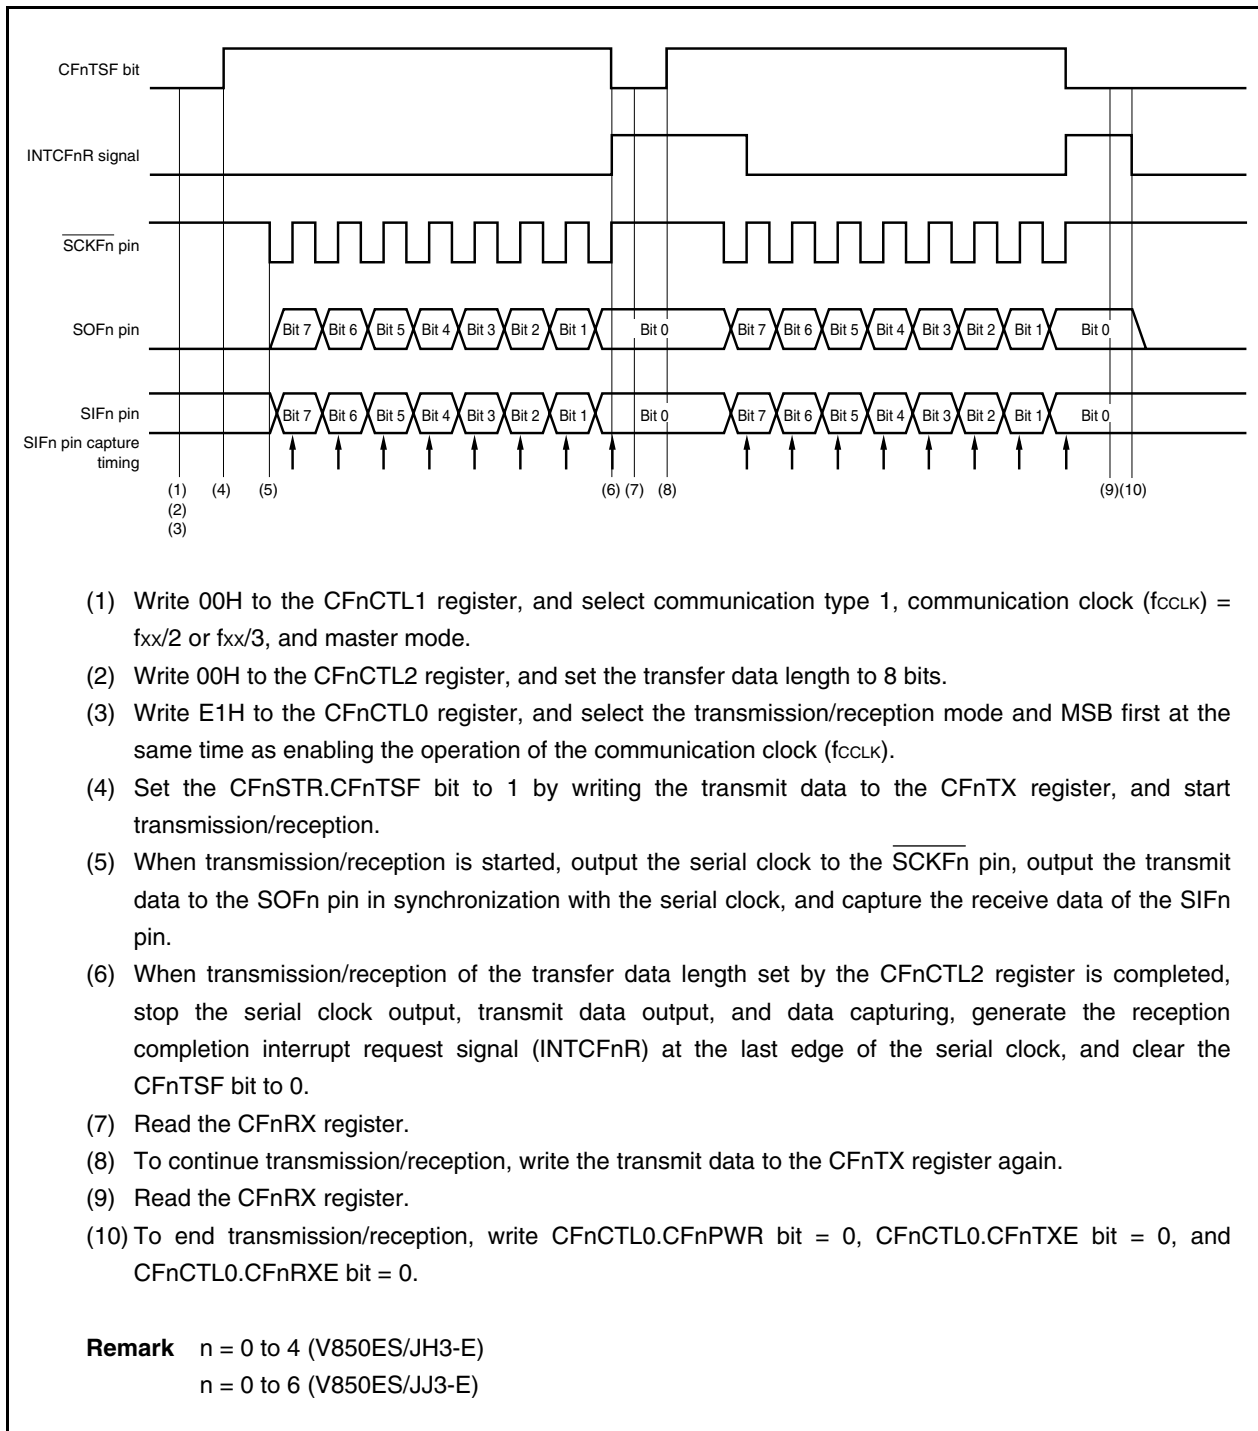 CFnTSF bit
INTCFnR signal
SCKFn pin
SOFn pin
Bit 7 Bit 6 Bit 5 Bit 4 Bit 3 Bit 2 Bit 1 Bit 0 Bit 7 Bit 6 Bit 5 Bit 4 Bit 3 Bit 2 Bit 1 Bit 0
SIFn pin
Bit 7 Bit 6 Bit 5 Bit 4 Bit 3 Bit 2 Bit 1 Bit 0 Bit 7 Bit 6 Bit 5 Bit 4 Bit 3 Bit 2 Bit 1 Bit 0
SIFn pin capture
timing
(1) (4) (5) (6) (7) (8) (9) (10)
(2)
(3)
(1) Write 00H to the CFnCTL1 register, and select communication type 1, communication clock (fCCLK) =
fxx/2 or fxx/3, and master mode.
(2) Write 00H to the CFnCTL2 register, and set the transfer data length to 8 bits.
(3) Write E1H to the CFnCTL0 register, and select the transmission/reception mode and MSB first at the
same time as enabling the operation of the communication clock (fCCLK).
(4) Set the CFnSTR.CFnTSF bit to 1 by writing the transmit data to the CFnTX register, and start
transmission/reception.
(5) When transmission/reception is started, output the serial clock to the SCKFn pin, output the transmit
data to the SOFn pin in synchronization with the serial clock, and capture the receive data of the SIFn
pin.
(6) When transmission/reception of the transfer data length set by the CFnCTL2 register is completed,
stop the serial clock output, transmit data output, and data capturing, generate the reception
completion interrupt request signal (INTCFnR) at the last edge of the serial clock, and clear the
CFnTSF bit to 0.
(7) Read the CFnRX register.
(8) To continue transmission/reception, write the transmit data to the CFnTX register again.
(9) Read the CFnRX register.
(10) To end transmission/reception, write CFnCTL0.CFnPWR bit = 0, CFnCTL0.CFnTXE bit = 0, and
CFnCTL0.CFnRXE bit = 0.
Remark n = 0 to 4 (V850ES/JH3-E)
n = 0 to 6 (V850ES/JJ3-E)